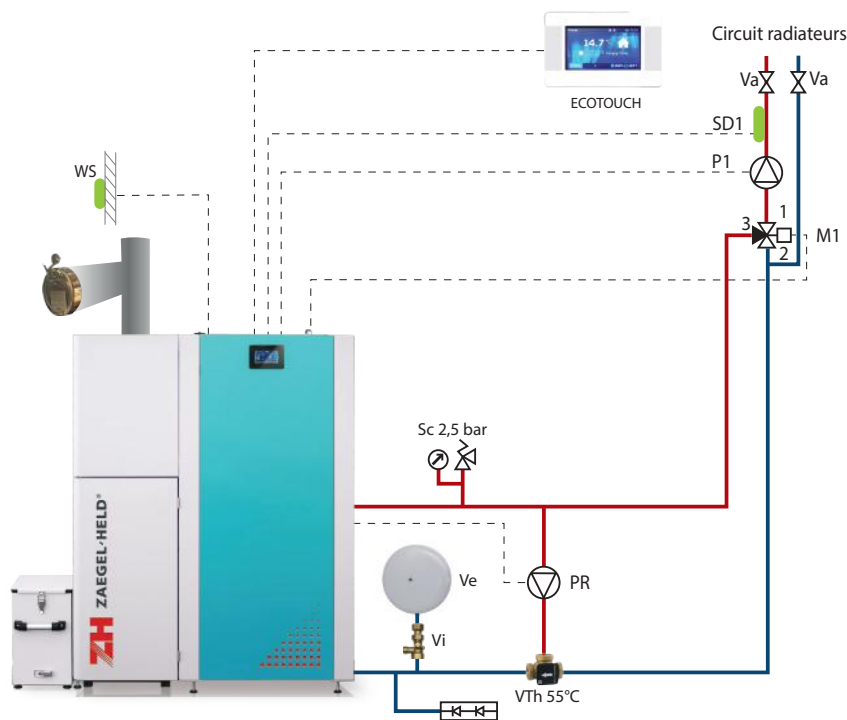 Circuit radiateurs
14.7
Va
Va
ECOTOUCH
SD1
P1
WS
1
3
M1
2
Sc 2,5 bar
ZH ZAEGEL-HELD®
Ve
PR
Vi
VTh 55°C